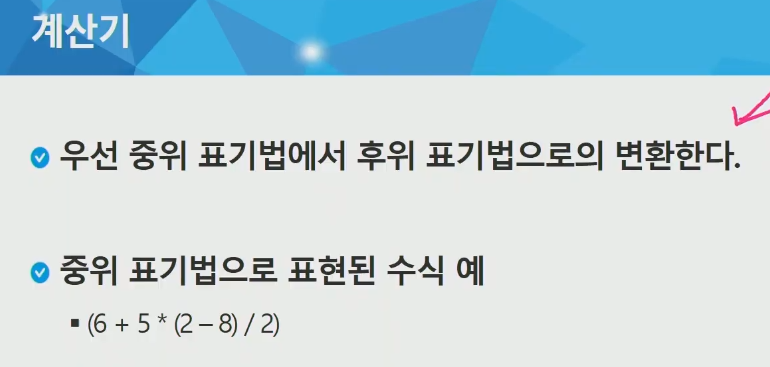 계산기
우선 중위 표기법에서 후위 표기법으로의 변환한다.
중위 표기법으로 표현된 수식 예
(6 + 5 * (2 – 8) / 2)